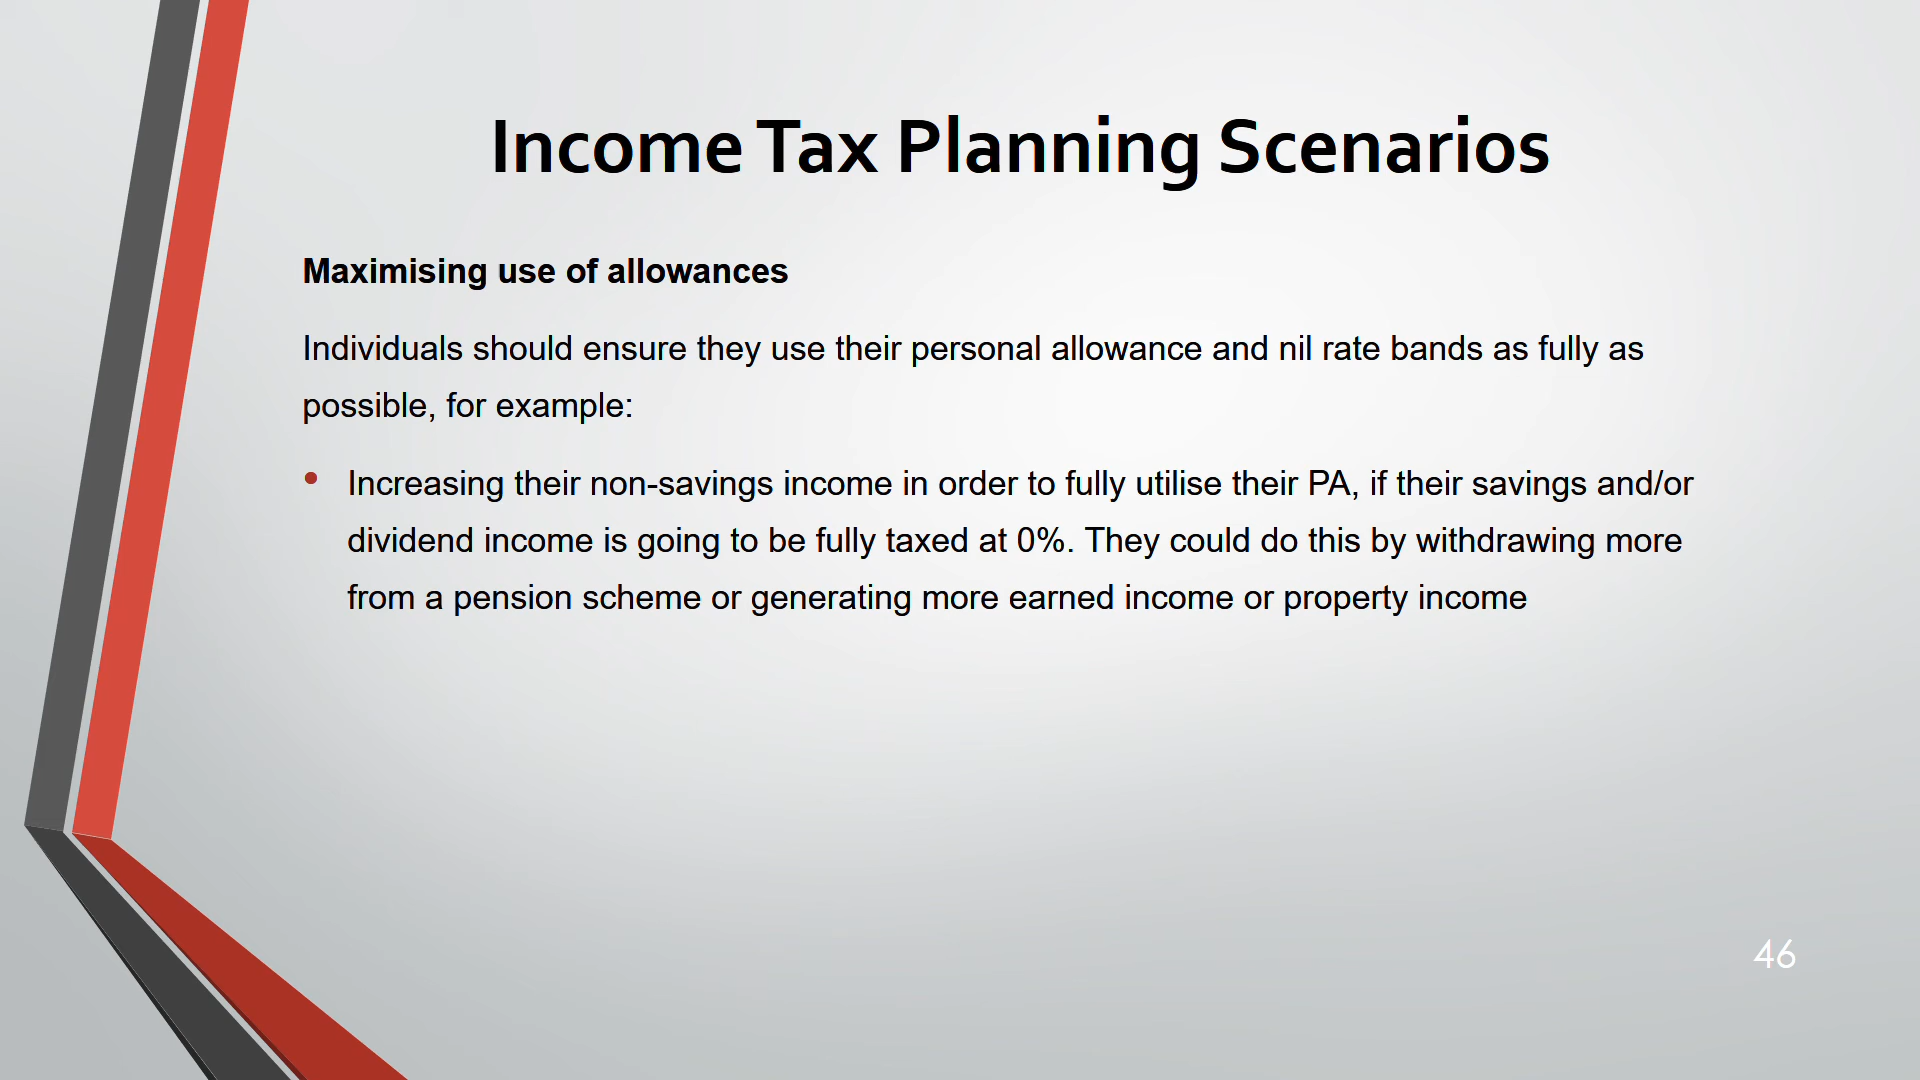 Income Tax Planning Scenarios
Maximising use of allowances
Individuals should ensure they use their personal allowance and nil rate bands as fully as
possible, for example:
• Increasing their non-savings income in order to fully utilise their PA, if their savings and/or
dividend income is going to be fully taxed at 0%. They could do this by withdrawing more
from a pension scheme or generating more earned income or property income
46